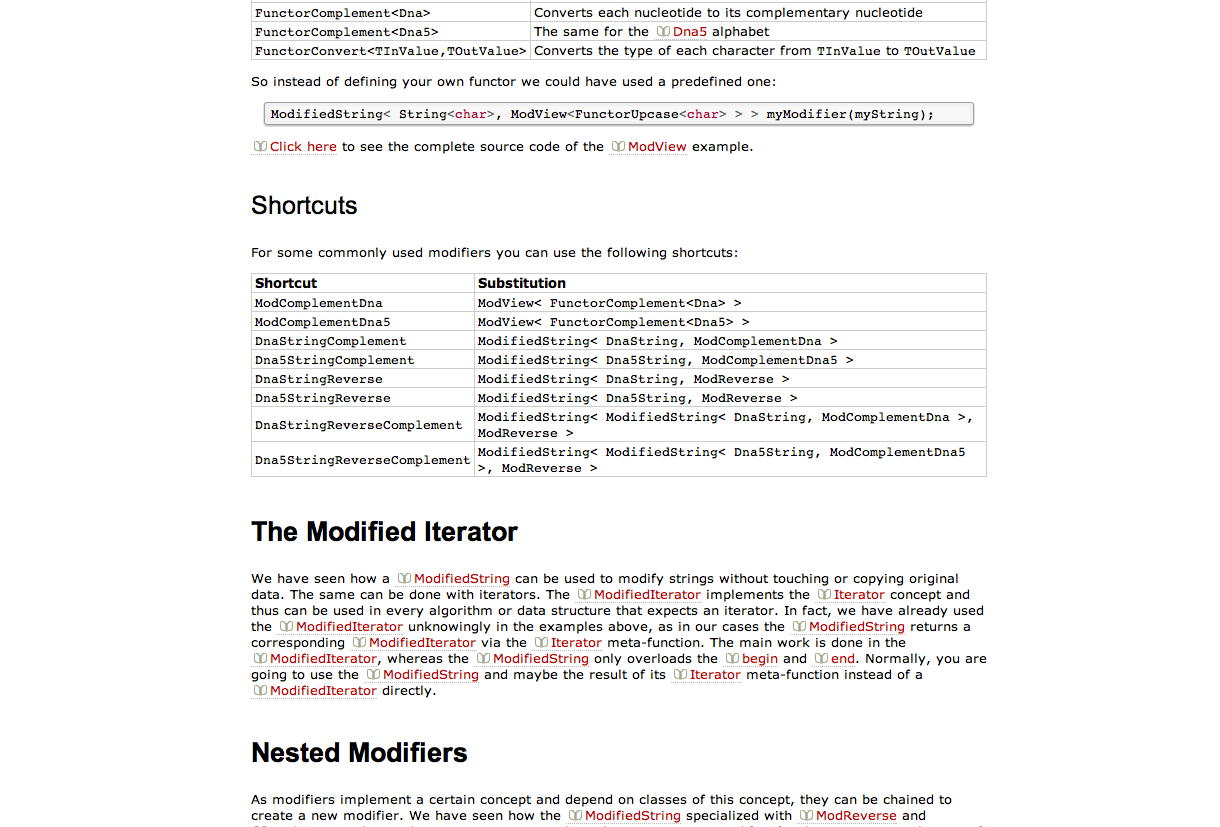 FunctorComplement<Dna> Converts each nucleotide to its complementary nucleotide
FunctorComplement<Dna5> The same for the Dna5 alphabet
FunctorConvert<TInValue,TOutValue> Converts the type of each character from TInValue to TOutValue
So instead of defining your own functor we could have used a predefined one:
ModifiedString< String<char>, ModView<FunctorUpcase<char> > > myModifier(myString);
Click here to see the complete source code of the ModView example.
Shortcuts
For some commonly used modifiers you can use the following shortcuts:
Shortcut Substitution
ModComplementDna ModView< FunctorComplement<Dna> >
ModComplementDna5 ModView< FunctorComplement<Dna5> >
DnaStringComplement ModifiedString< DnaString, ModComplementDna >
Dna5StringComplement ModifiedString< Dna5String, ModComplementDna5 >
DnaStringReverse ModifiedString< DnaString, ModReverse >
Dna5StringReverse ModifiedString< Dna5String, ModReverse >
DnaStringReverseComplement ModifiedString< ModifiedString< DnaString, ModComplementDna >,
ModReverse >
Dna5StringReverseComplement ModifiedString< ModifiedString< Dna5String, ModComplementDna5
>, ModReverse >
The Modified Iterator
We have seen how a ModifiedString can be used to modify strings without touching or copying original
data. The same can be done with iterators. The ModifiedIterator implements the Iterator concept and
thus can be used in every algorithm or data structure that expects an iterator. In fact, we have already used
the ModifiedIterator unknowingly in the examples above, as in our cases the ModifiedString returns a
corresponding ModifiedIterator via the Iterator meta-function. The main work is done in the
ModifiedIterator, whereas the ModifiedString only overloads the begin and end. Normally, you are
going to use the ModifiedString and maybe the result of its Iterator meta-function instead of a
ModifiedIterator directly.
Nested Modifiers
As modifiers implement a certain concept and depend on classes of this concept, they can be chained to
create a new modifier. We have seen how the ModifiedString specialized with ModReverse and